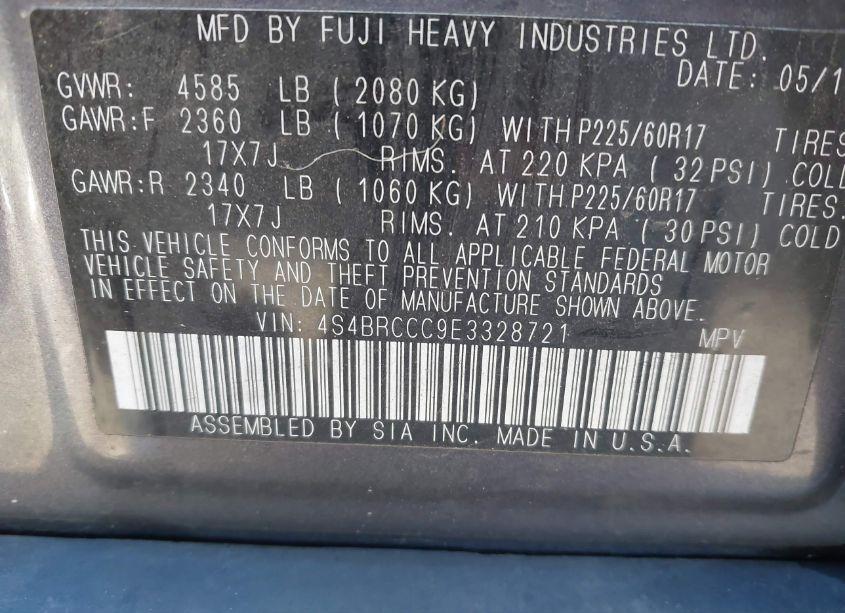 MFD BY FUJI HEAVY INDUSTRIES LTD.
DATE: 05/1
GVWR: 4585 LB ( 2080 KG)
GAWR:F 2360 LB ( 1070 KG) WITH P225/60R17 TIRES
17X7J RIMS. AT 220 KPA ( 32 PSI) COLD
GAWR:R 2340 LB ( 1060 KG) WITH P225/60R17 TIRES.
17X7J RIMS. AT 210 KPA ( 30 PSI) COLD
THIS VEHICLE CONFORMS TO ALL APPLICABLE FEDERAL MOTOR
VEHICLE SAFETY AND THEFT PREVENTION STANDARDS
IN EFFECT ON THE DATE OF MANUFACTURE SHOWN ABOVE.
VIN: 4S4BRCCC9E3328721 MPV
ASSEMBLED BY SIA INC. MADE IN U.S.A.